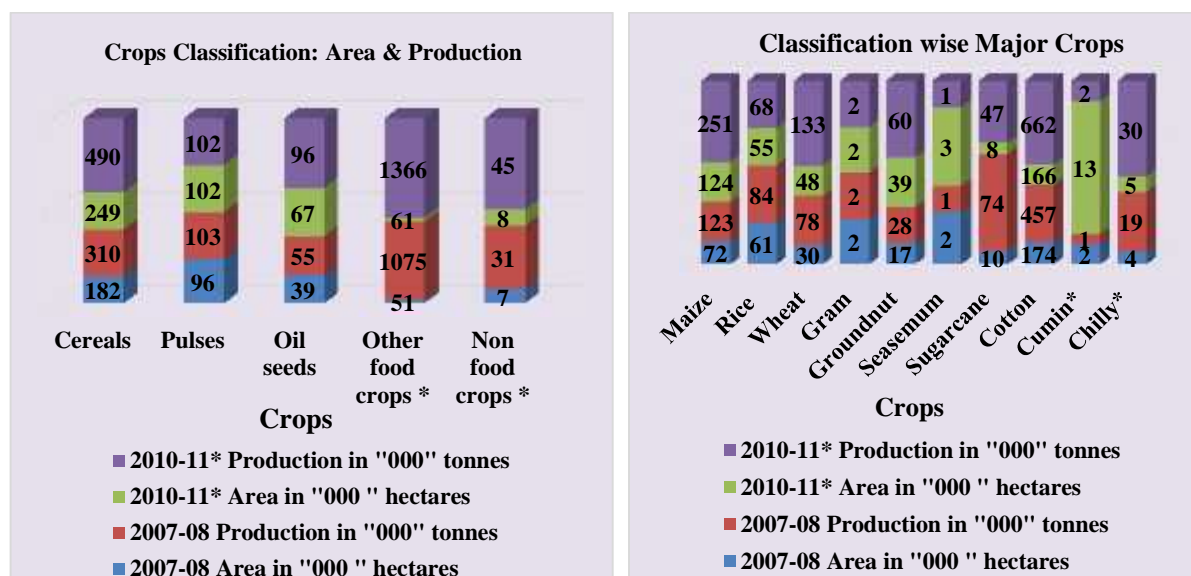 Crops Classification: Area & Production
490
102
96
1366
45
249
102
67
61
8
310
103
55
1075
31
182
96
39
51
7
Cereals
Pulses
Oil
seeds
Other
food
crops *
Non
food
crops *
Crops
2010-11* Production in "000" tonnes
2010-11* Area in "000 " hectares
2007-08 Production in "000" tonnes
2007-08 Area in "000 " hectares
Classification wise Major Crops
251
68
133
2
60
1
47
662
2
30
124
55
48
2
39
3
8
166
13
5
123
84
78
2
28
1
74
457
1
19
72
61
30
2
17
2
10
174
2
4
Maize
Rice
Wheat
Gram
Groundnut
Seasemum
Sugarcane
Cotton
Cumin*
Chilly*
Crops
2010-11* Production in "000" tonnes
2010-11* Area in "000 " hectares
2007-08 Production in "000" tonnes
2007-08 Area in "000 " hectares